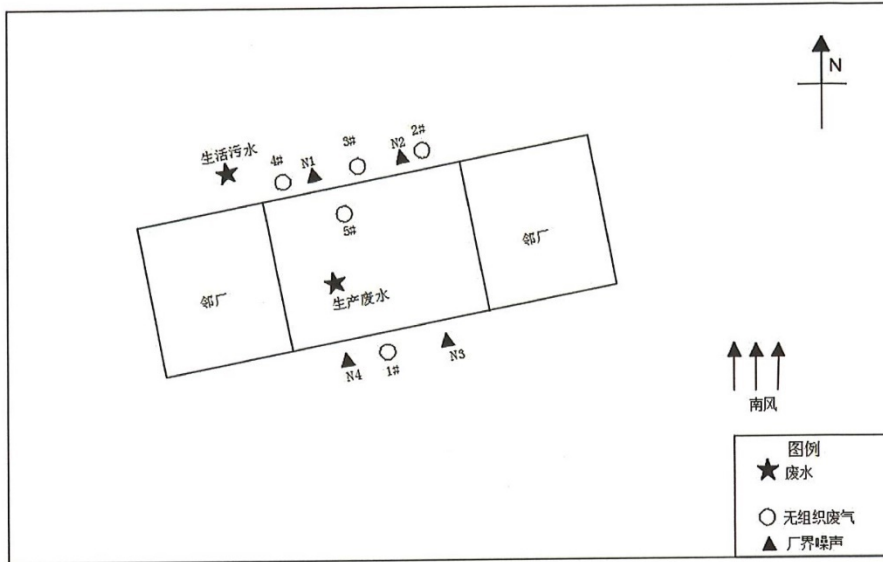 N
2#
3#
N2
生活污水
4#
N1
5#
邻厂
邻厂
生产废水
N3
N4
1#
南风
图例
废水
无组织废气
厂界噪声